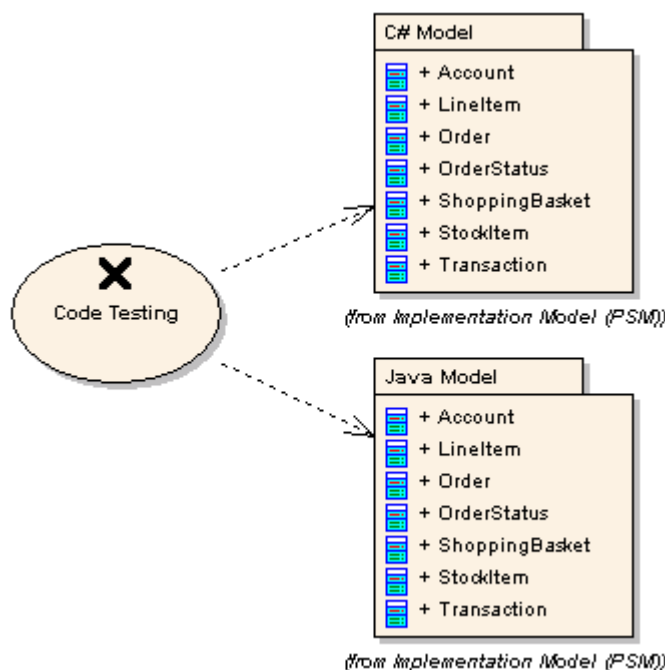 C# Model
+ Account
+ LineItem
+ Order
+ OrderStatus
+ ShoppingBasket
+ StockItem
+ Transaction
(from Implementation Model (PSM))
Code Testing
Java Model
+ Account
+ LineItem
+ Order
+ OrderStatus
+ ShoppingBasket
+ StockItem
+ Transaction
(from Implementation Model (PSM))